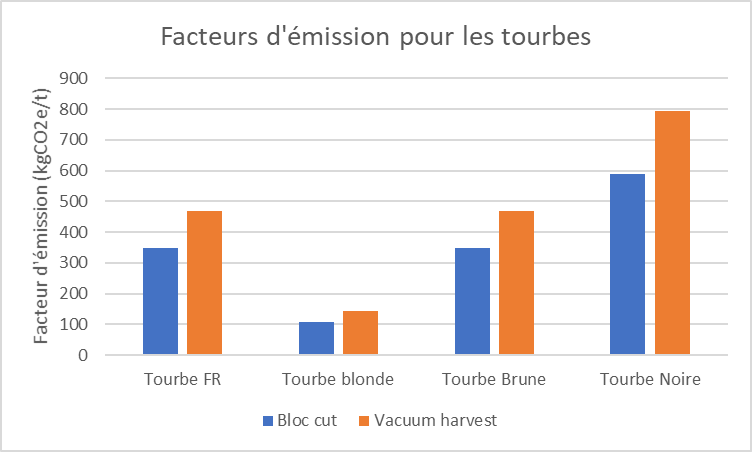 Facteurs d'émission pour les tourbes
Facteur d'émission (kgCO2e/t)
900
800
700
600
500
400
300
200
100
0
Tourbe FR
Tourbe blonde
Tourbe Brune
Tourbe Noire
Bloc cut
Vacuum harvest